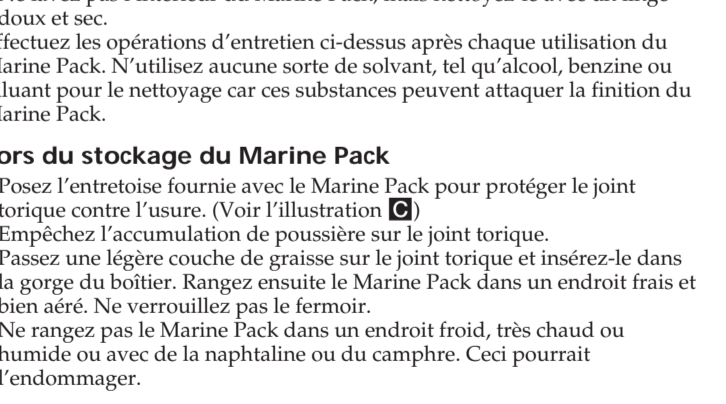 doux et sec.
ffectuez les opérations d'entretien ci-dessus après chaque utilisation du
arine Pack. N'utilisez aucune sorte de solvant, tel qu'alcool, benzine ou
luant pour le nettoyage car ces substances peuvent attaquer la finition du
arine Pack.
ors du stockage du Marine Pack
Posez l'entretoise fournie avec le Marine Pack pour protéger le joint
torique contre l'usure. (Voir l'illustration C)
Empêchez l'accumulation de poussière sur le joint torique.
Passez une légère couche de graisse sur le joint torique et insérez-le dans
la gorge du boîtier. Rangez ensuite le Marine Pack dans un endroit frais et
bien aéré. Ne verrouillez pas le fermoir.
Ne rangez pas le Marine Pack dans un endroit froid, très chaud ou
humide ou avec de la naphtaline ou du camphre. Ceci pourrait
l'endommager.